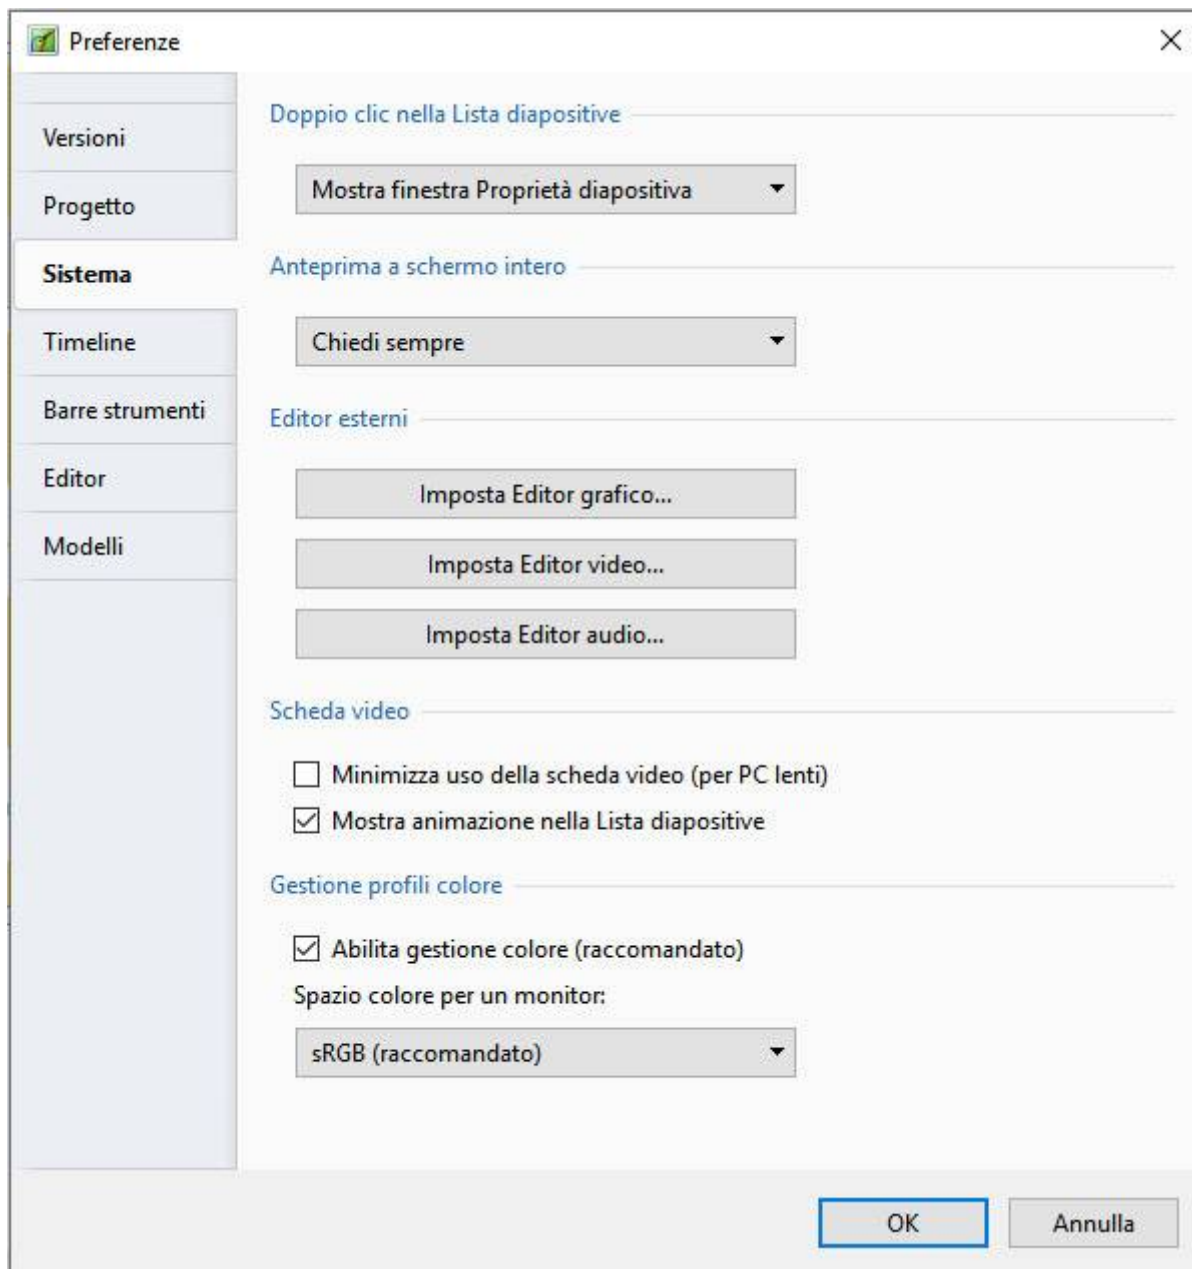 Preferenze
Versioni
Progetto
Sistema
Timeline
Barre strumenti
Editor
Modelli
Doppio clic nella Lista diapositive
Mostra finestra Proprietà diapositiva
Anteprima a schermo intero
Chiedi sempre
Editor esterni
Imposta Editor grafico...
Imposta Editor video...
Imposta Editor audio...
Scheda video
Minimizza uso della scheda video (per PC lenti)
Mostra animazione nella Lista diapositive
Gestione profili colore
Abilita gestione colore (raccomandato)
Spazio colore per un monitor:
sRGB (raccomandato)
OK
Annulla